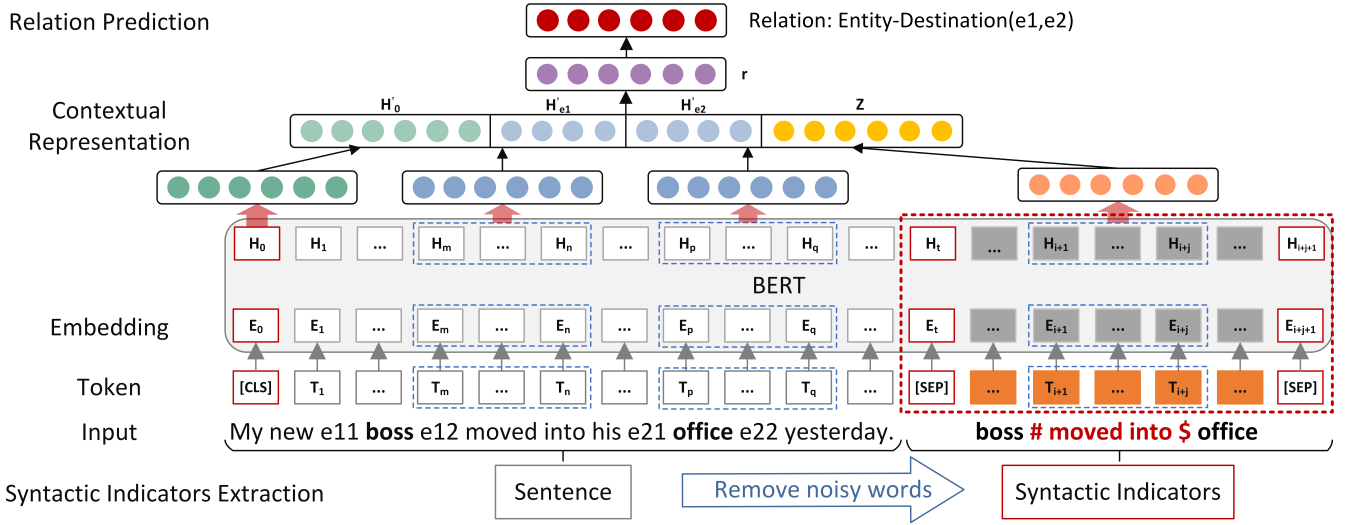 Relation Prediction
Relation: Entity-Destination(e1,e2)
r
Contextual Representation
H'0 H'e1 H'e2 Z
H0 H1 ... Hm ... Hn ... Hp ... Hq ... Ht ... Hi+1 ... Hi+j ... Hi+j+1
BERT
Embedding
E0 E1 ... Em ... En ... Ep ... Eq ... Et ... Ei+1 ... Ei+j ... Ei+j+1
Token
[CLS] T1 ... Tm ... Tn ... Tp ... Tq ... [SEP] ... Ti+1 ... Ti+j ... [SEP]
Input
My new e11 boss e12 moved into his e21 office e22 yesterday.
boss # moved into $ office
Syntactic Indicators Extraction
Sentence
Remove noisy words
Syntactic Indicators